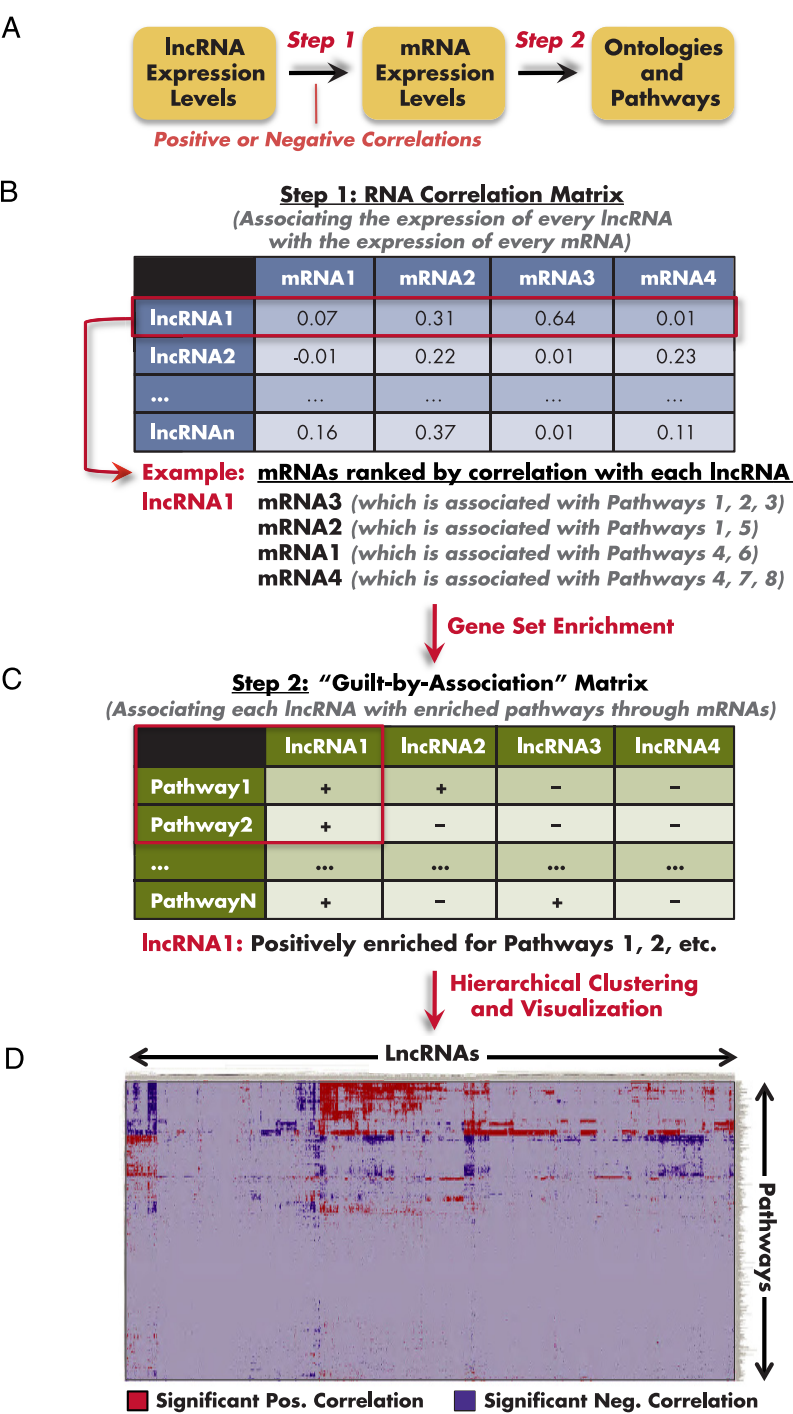 A
lncRNA
Expression
Levels
Step 1
mRNA
Expression
Levels
Step 2
Ontologies
and
Pathways
Positive or Negative Correlations
B
Step 1: RNA Correlation Matrix
(Associating the expression of every lncRNA
with the expression of every mRNA)
mRNA1 mRNA2 mRNA3 mRNA4
lncRNA1 0.07 0.31 0.64 0.01
lncRNA2 -0.01 0.22 0.01 0.23
... ... ... ... ...
lncRNAn 0.16 0.37 0.01 0.11
Example: mRNAs ranked by correlation with each lncRNA
lncRNA1 mRNA3 (which is associated with Pathways 1, 2, 3)
mRNA2 (which is associated with Pathways 1, 5)
mRNA1 (which is associated with Pathways 4, 6)
mRNA4 (which is associated with Pathways 4, 7, 8)
Gene Set Enrichment
C
Step 2: “Guilt-by-Association” Matrix
(Associating each lncRNA with enriched pathways through mRNAs)
lncRNA1 lncRNA2 lncRNA3 lncRNA4
Pathway1 + + – –
Pathway2 + – – –
... ... ... ... ...
PathwayN + – + –
lncRNA1: Positively enriched for Pathways 1, 2, etc.
Hierarchical Clustering
and Visualization
D
LncRNAs
Pathways
Significant Pos. Correlation
Significant Neg. Correlation